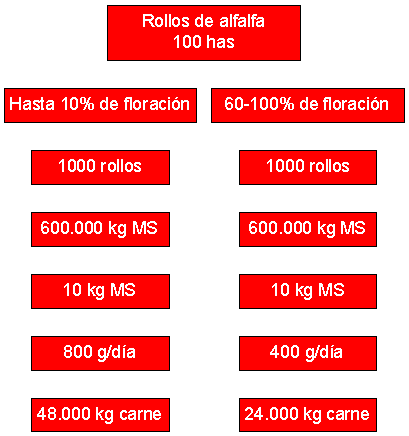 Rollos de alfalfa
100 has
Hasta 10% de floración
60-100% de floración
1000 rollos
1000 rollos
600.000 kg MS
600.000 kg MS
10 kg MS
10 kg MS
800 g/día
400 g/día
48.000 kg carne
24.000 kg carne